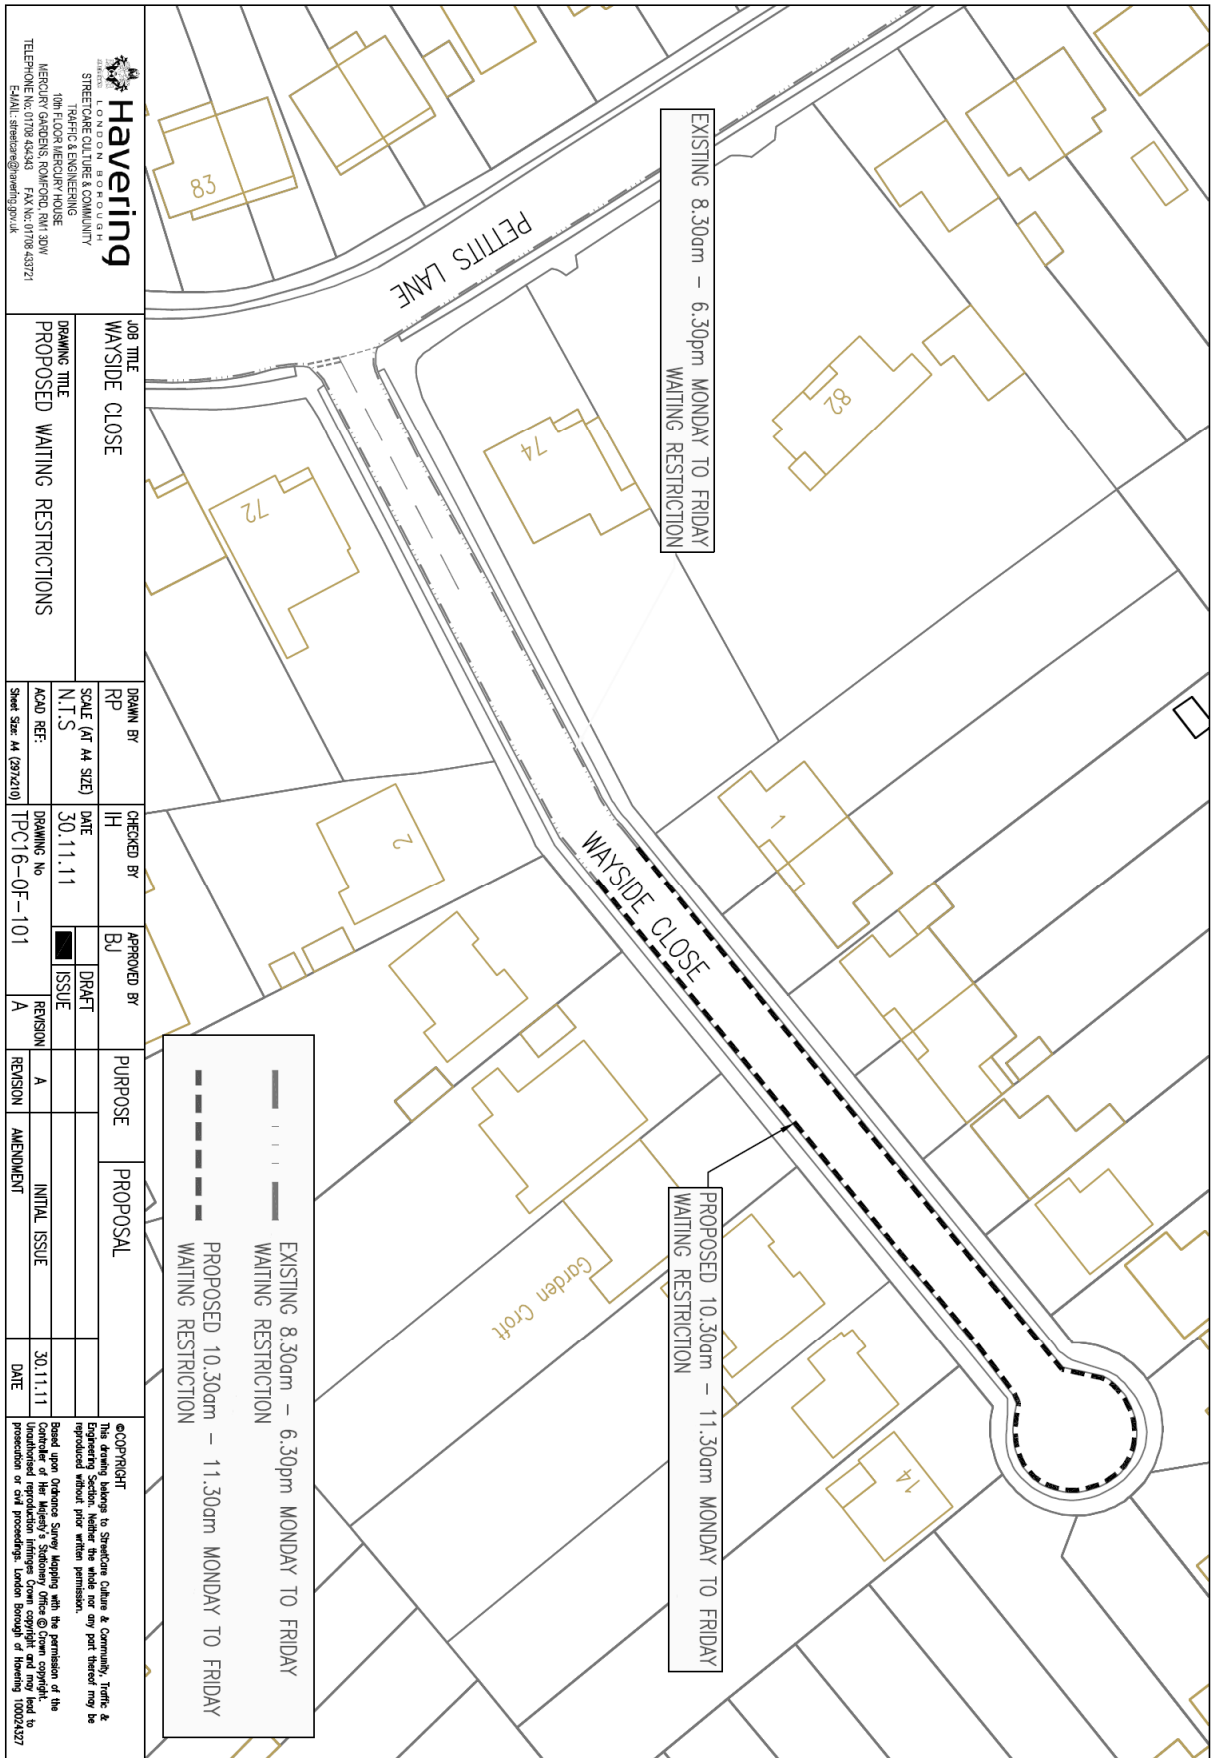 EXISTING 8.30am - 6.30pm MONDAY TO FRIDAY
WAITING RESTRICTION
PETTITS LANE
83
82
74
72
1
2
WAYSIDE CLOSE
PROPOSED 10.30am - 11.30am MONDAY TO FRIDAY
WAITING RESTRICTION
Garden Croft
14
EXISTING 8.30am - 6.30pm MONDAY TO FRIDAY
WAITING RESTRICTION
PROPOSED 10.30am - 11.30am MONDAY TO FRIDAY
WAITING RESTRICTION
Havering
LONDON BOROUGH
STREETCARE CULTURE & COMMUNITY
TRAFFIC & ENGINEERING
10th FLOOR MERCURY HOUSE
MERCURY GARDENS, ROMFORD, RM1 3DW
TELEPHONE No: 01708 434343 FAX No: 01708 433721
E-MAIL: streetcare@havering.gov.uk
JOB TITLE
WAYSIDE CLOSE
DRAWING TITLE
PROPOSED WAITING RESTRICTIONS
DRAWN BY
RP
CHECKED BY
IH
APPROVED BY
BJ
SCALE (AT A4 SIZE)
N.T.S
DATE
30.11.11
DRAFT
ISSUE
ACAD REF:
DRAWING No
TPC16-OF-101
REVISION
A
Sheet Size: A4 (297x210)
PURPOSE
PROPOSAL
A INITIAL ISSUE 30.11.11
REVISION AMENDMENT DATE
©COPYRIGHT
This drawing belongs to StreetCare Culture & Community, Traffic &
Engineering Section. Neither the whole nor any part thereof may be
reproduced without prior written permission.
Based upon Ordnance Survey Mapping with the permission of the
Controller of Her Majesty's Stationery Office © Crown copyright.
Unauthorised reproduction infringes Crown copyright and may lead to
prosecution or civil proceedings. London Borough of Havering 100024327